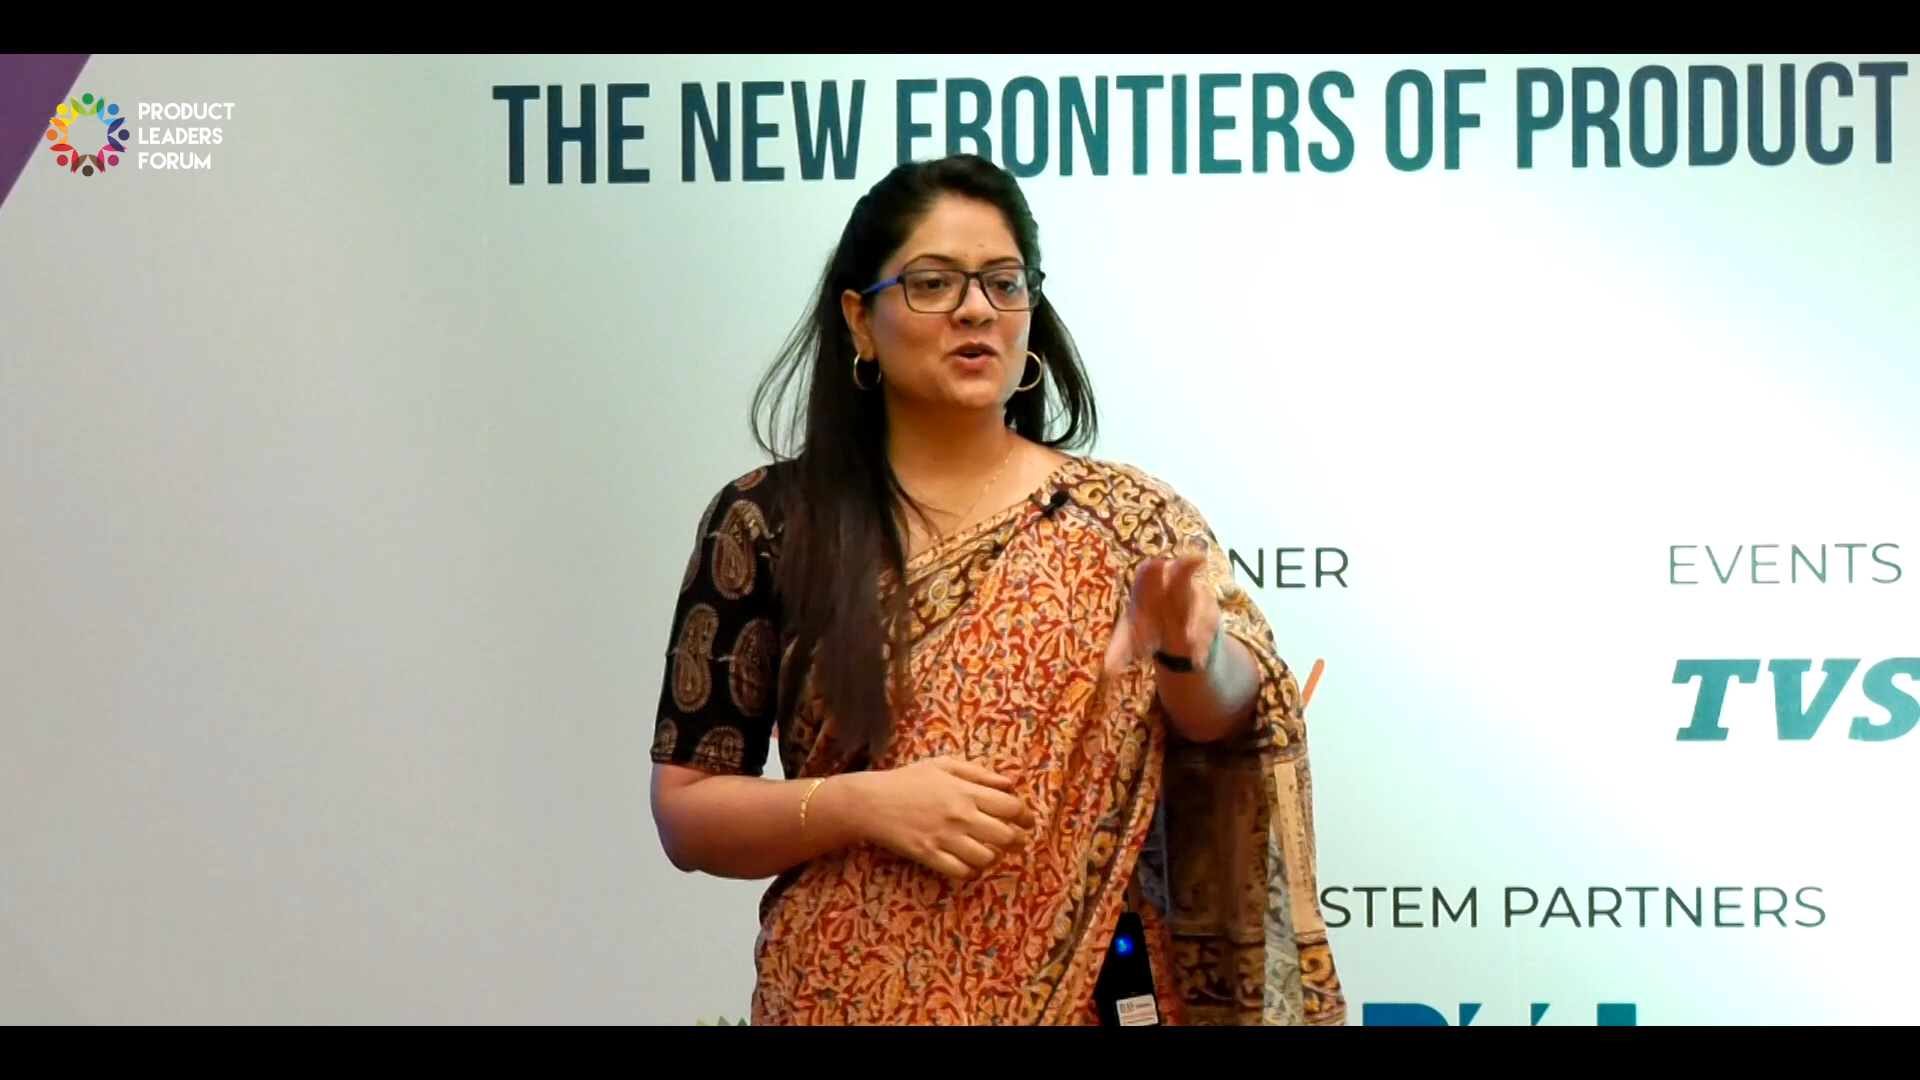 PRODUCT
LEADERS
FORUM
THE NEW FRONTIERS OF PRODUCT
NER
EVENTS
TVS
STEM PARTNERS